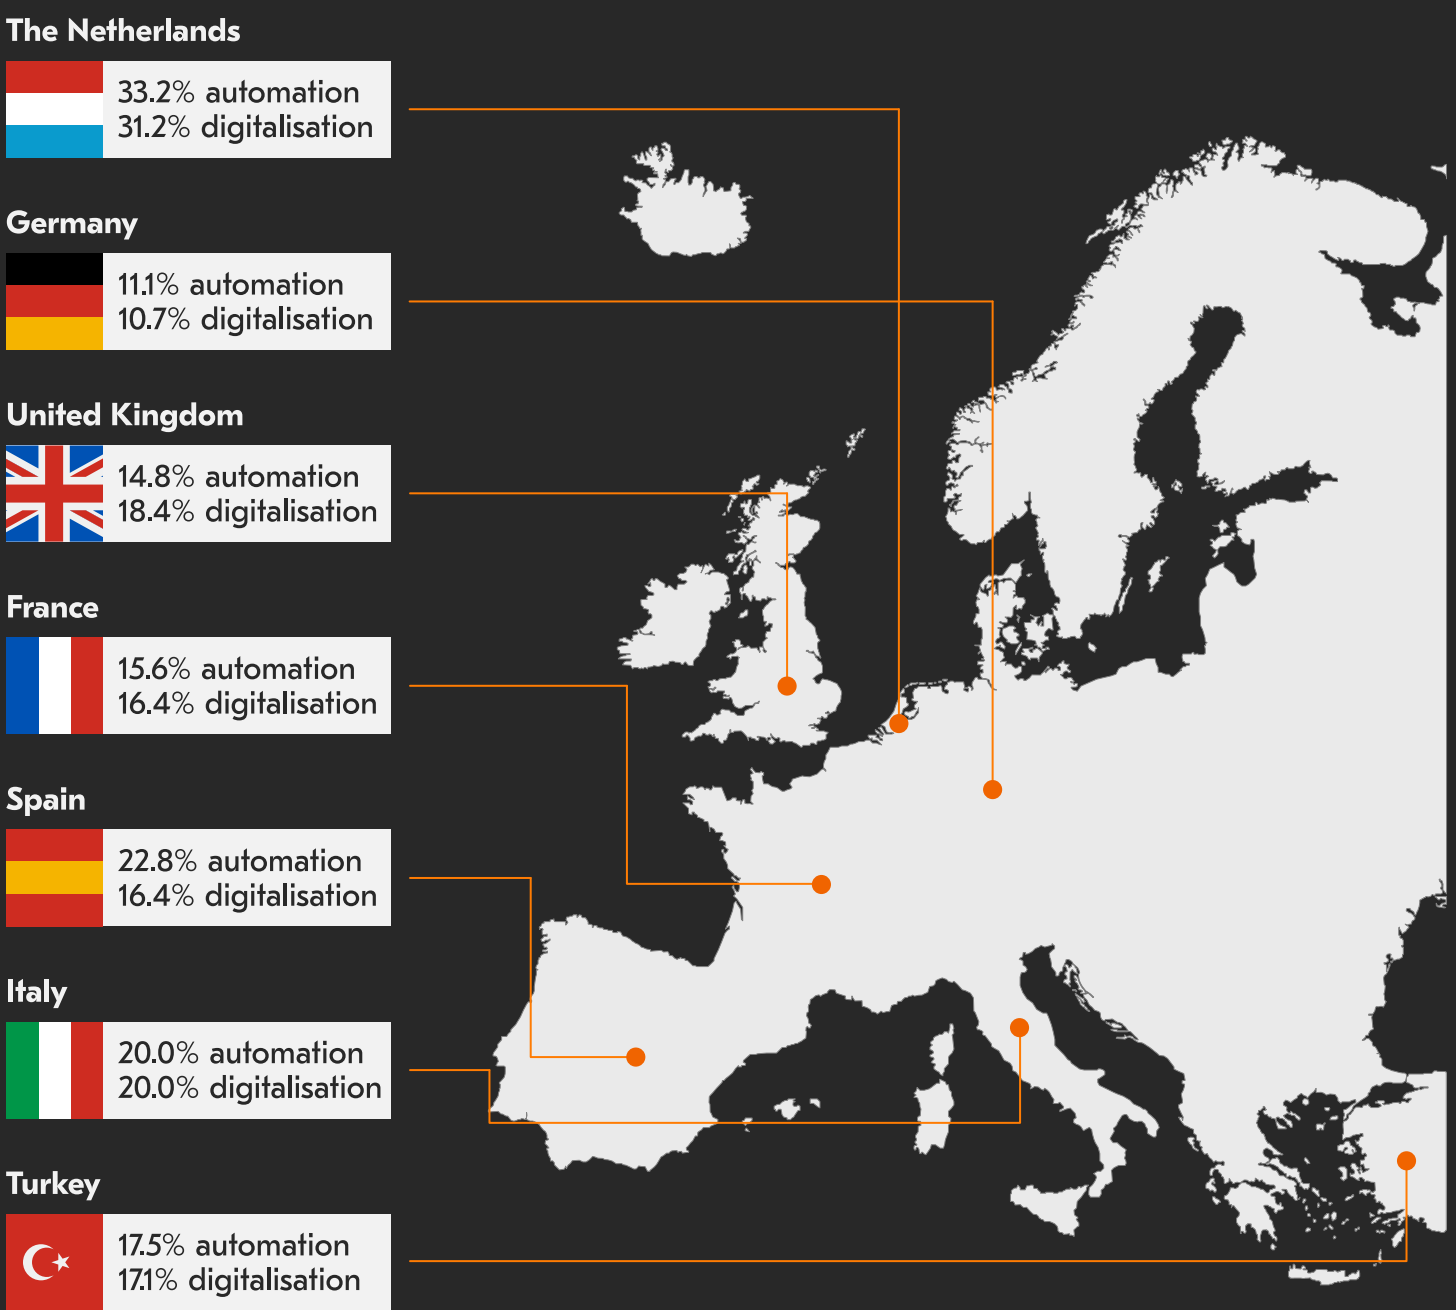 The Netherlands
33.2% automation
31.2% digitalisation
Germany
11.1% automation
10.7% digitalisation
United Kingdom
14.8% automation
18.4% digitalisation
France
15.6% automation
16.4% digitalisation
Spain
22.8% automation
16.4% digitalisation
Italy
20.0% automation
20.0% digitalisation
Turkey
17.5% automation
17.1% digitalisation